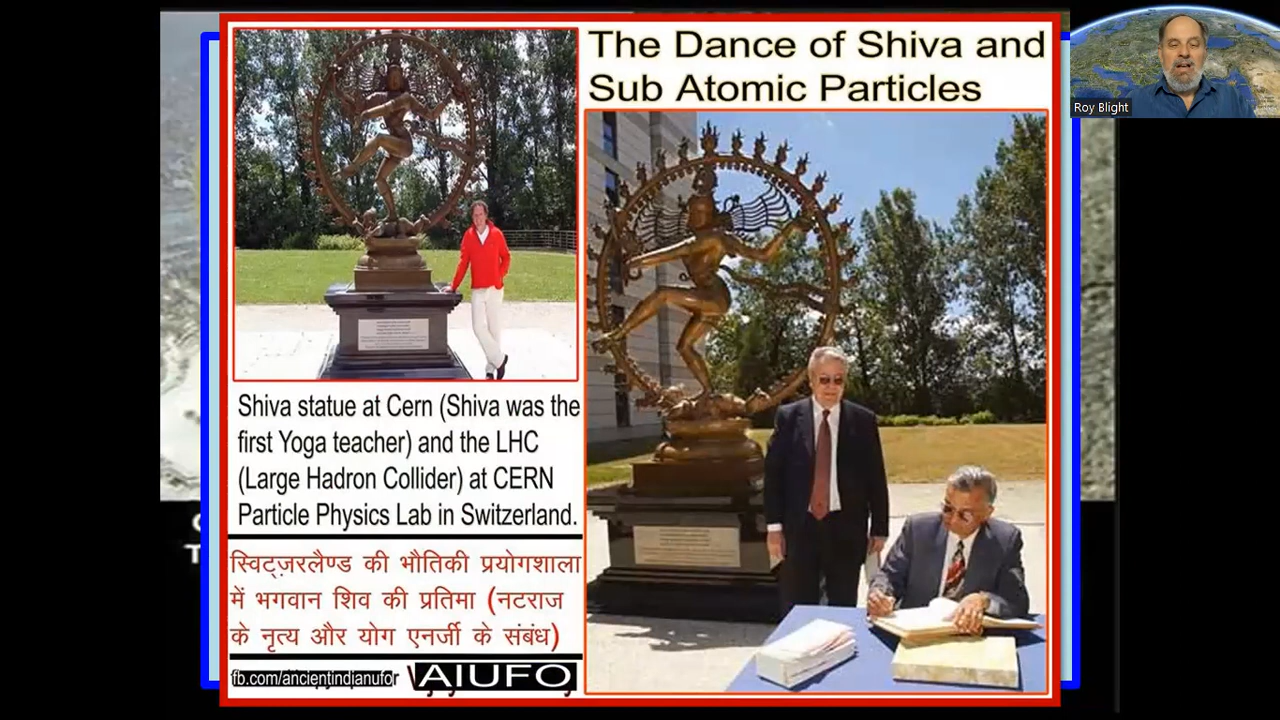 The Dance of Shiva and
Sub Atomic Particles
Roy Blight
Shiva statue at Cern (Shiva was the
first Yoga teacher) and the LHC
(Large Hadron Collider) at CERN
Particle Physics Lab in Switzerland.
स्विट्ज़रलैण्ड की भौतिकी प्रयोगशाला
में भगवान शिव की प्रतिमा (नटराज
के नृत्य और योग एनर्जी के संबंध)
fb.com/ancientindianufor
AIUFO